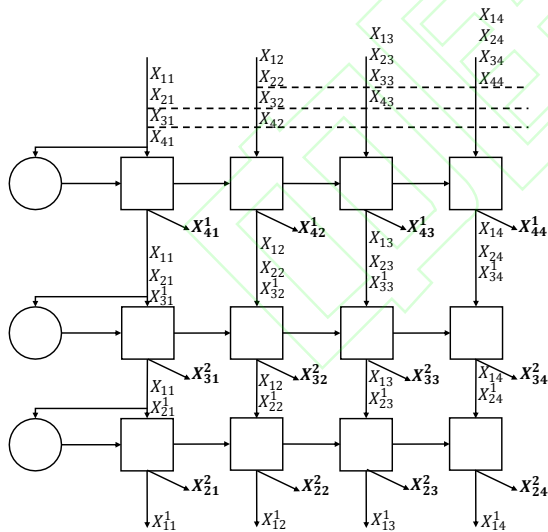 X₁₄
X₁₃ X₂₄
X₁₂ X₂₃ X₃₄
X₁₁ X₂₂ X₃₃ X₄₄
X₂₁ X₃₂ X₄₃
X₃₁ X₄₂
X₄₁
X¹₄₁ X¹₄₂ X¹₄₃ X¹₄₄
X₁₁ X₁₂ X₁₃ X₁₄
X₂₁ X₂₂ X₂₃ X₂₄
X¹₃₁ X¹₃₂ X¹₃₃ X¹₃₄
X²₃₁ X²₃₂ X²₃₃ X²₃₄
X₁₁ X₁₂ X₁₃ X₁₄
X¹₂₁ X¹₂₂ X¹₂₃ X¹₂₄
X²₂₁ X²₂₂ X²₂₃ X²₂₄
X¹₁₁ X¹₁₂ X¹₁₃ X¹₁₄